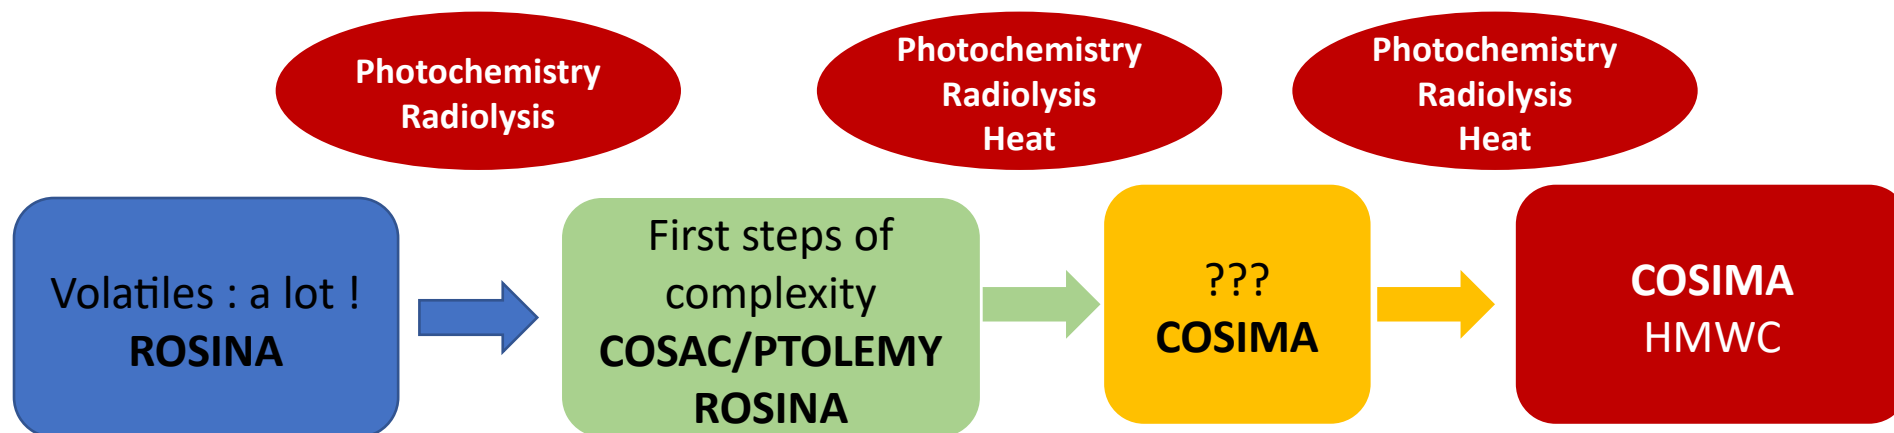 Photochemistry
Radiolysis
Photochemistry
Radiolysis
Heat
Photochemistry
Radiolysis
Heat
Volatiles : a lot !
ROSINA
First steps of
complexity
COSAC/PTOLEMY
ROSINA
???
COSIMA
COSIMA
HMWC